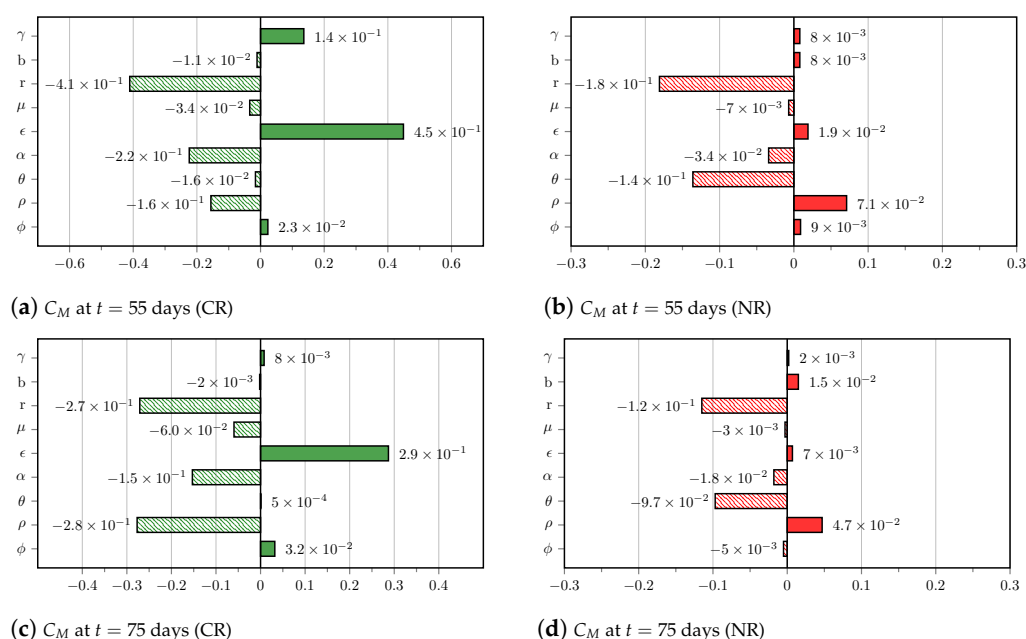 γ 1.4 × 10⁻¹
b −1.1 × 10⁻²
r −4.1 × 10⁻¹
μ −3.4 × 10⁻²
ϵ 4.5 × 10⁻¹
α −2.2 × 10⁻¹
θ −1.6 × 10⁻²
ρ −1.6 × 10⁻¹
ϕ 2.3 × 10⁻²
−0.6 −0.4 −0.2 0 0.2 0.4 0.6
(a) C_M at t = 55 days (CR)
γ 8 × 10⁻³
b 8 × 10⁻³
r −1.8 × 10⁻¹
μ −7 × 10⁻³
ϵ 1.9 × 10⁻²
α −3.4 × 10⁻²
θ −1.4 × 10⁻¹
ρ 7.1 × 10⁻²
ϕ 9 × 10⁻³
−0.3 −0.2 −0.1 0 0.1 0.2 0.3
(b) C_M at t = 55 days (NR)
γ 8 × 10⁻³
b −2 × 10⁻³
r −2.7 × 10⁻¹
μ −6.0 × 10⁻²
ϵ 2.9 × 10⁻¹
α −1.5 × 10⁻¹
θ 5 × 10⁻⁴
ρ −2.8 × 10⁻¹
ϕ 3.2 × 10⁻²
−0.4 −0.3 −0.2 −0.1 0 0.1 0.2 0.3 0.4
(c) C_M at t = 75 days (CR)
γ 2 × 10⁻³
b 1.5 × 10⁻²
r −1.2 × 10⁻¹
μ −3 × 10⁻³
ϵ 7 × 10⁻³
α −1.8 × 10⁻²
θ −9.7 × 10⁻²
ρ 4.7 × 10⁻²
ϕ −5 × 10⁻³
−0.3 −0.2 −0.1 0 0.1 0.2 0.3
(d) C_M at t = 75 days (NR)